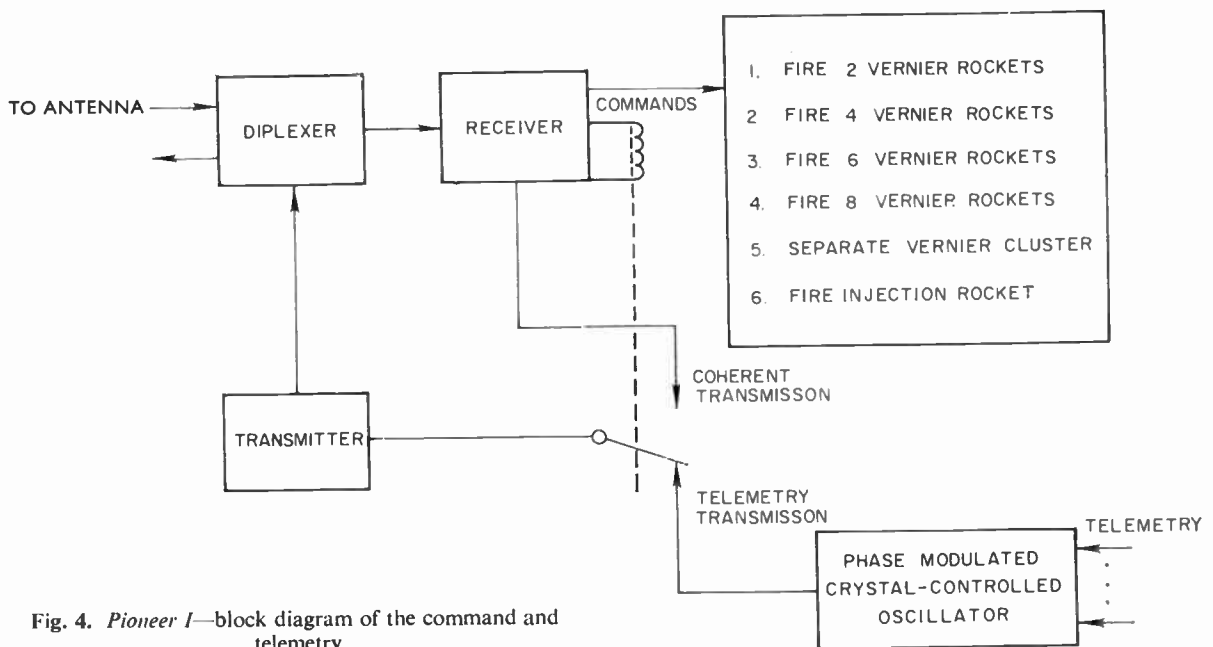 TO ANTENNA
DIPLEXER
RECEIVER
COMMANDS
1. FIRE 2 VERNIER ROCKETS
2 FIRE 4 VERNIER ROCKETS
3. FIRE 6 VERNIER ROCKETS
4. FIRE 8 VERNIER ROCKETS
5. SEPARATE VERNIER CLUSTER
6. FIRE INJECTION ROCKET
COHERENT
TRANSMISSON
TRANSMITTER
TELEMETRY
TRANSMISSON
TELEMETRY
PHASE MODULATED
CRYSTAL-CONTROLLED
OSCILLATOR
Fig. 4. Pioneer I—block diagram of the command and
telemetry